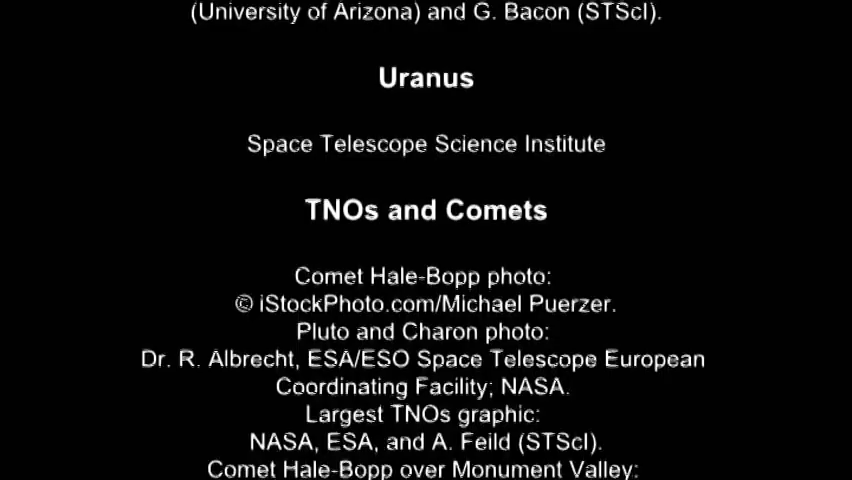 (University of Arizona) and G. Bacon (STScI).
Uranus
Space Telescope Science Institute
TNOs and Comets
Comet Hale-Bopp photo:
© iStockPhoto.com/Michael Puerzer.
Pluto and Charon photo:
Dr. R. Albrecht, ESA/ESO Space Telescope European
Coordinating Facility; NASA.
Largest TNOs graphic:
NASA, ESA, and A. Feild (STScI).
Comet Hale-Bopp over Monument Valley: